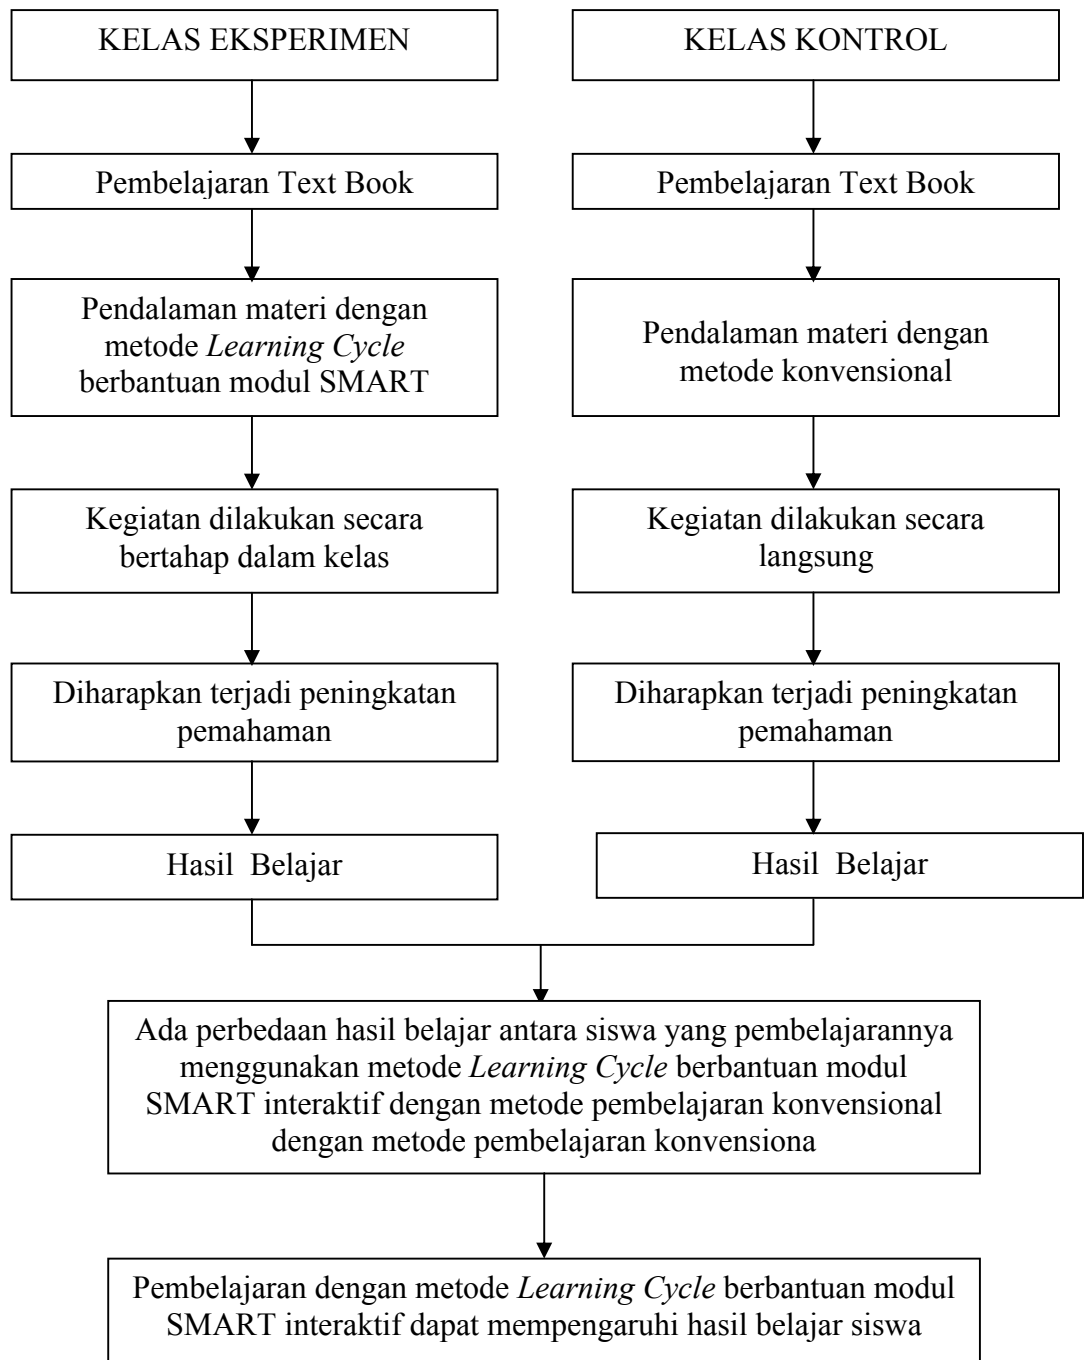 KELAS EKSPERIMEN
KELAS KONTROL
Pembelajaran Text Book
Pembelajaran Text Book
Pendalaman materi dengan
metode Learning Cycle
berbantuan modul SMART
Pendalaman materi dengan
metode konvensional
Kegiatan dilakukan secara
bertahap dalam kelas
Kegiatan dilakukan secara
langsung
Diharapkan terjadi peningkatan
pemahaman
Diharapkan terjadi peningkatan
pemahaman
Hasil  Belajar
Hasil  Belajar
Ada perbedaan hasil belajar antara siswa yang pembelajarannya
menggunakan metode Learning Cycle berbantuan modul
SMART interaktif dengan metode pembelajaran konvensional
dengan metode pembelajaran konvensiona
Pembelajaran dengan metode Learning Cycle berbantuan modul
SMART interaktif dapat mempengaruhi hasil belajar siswa